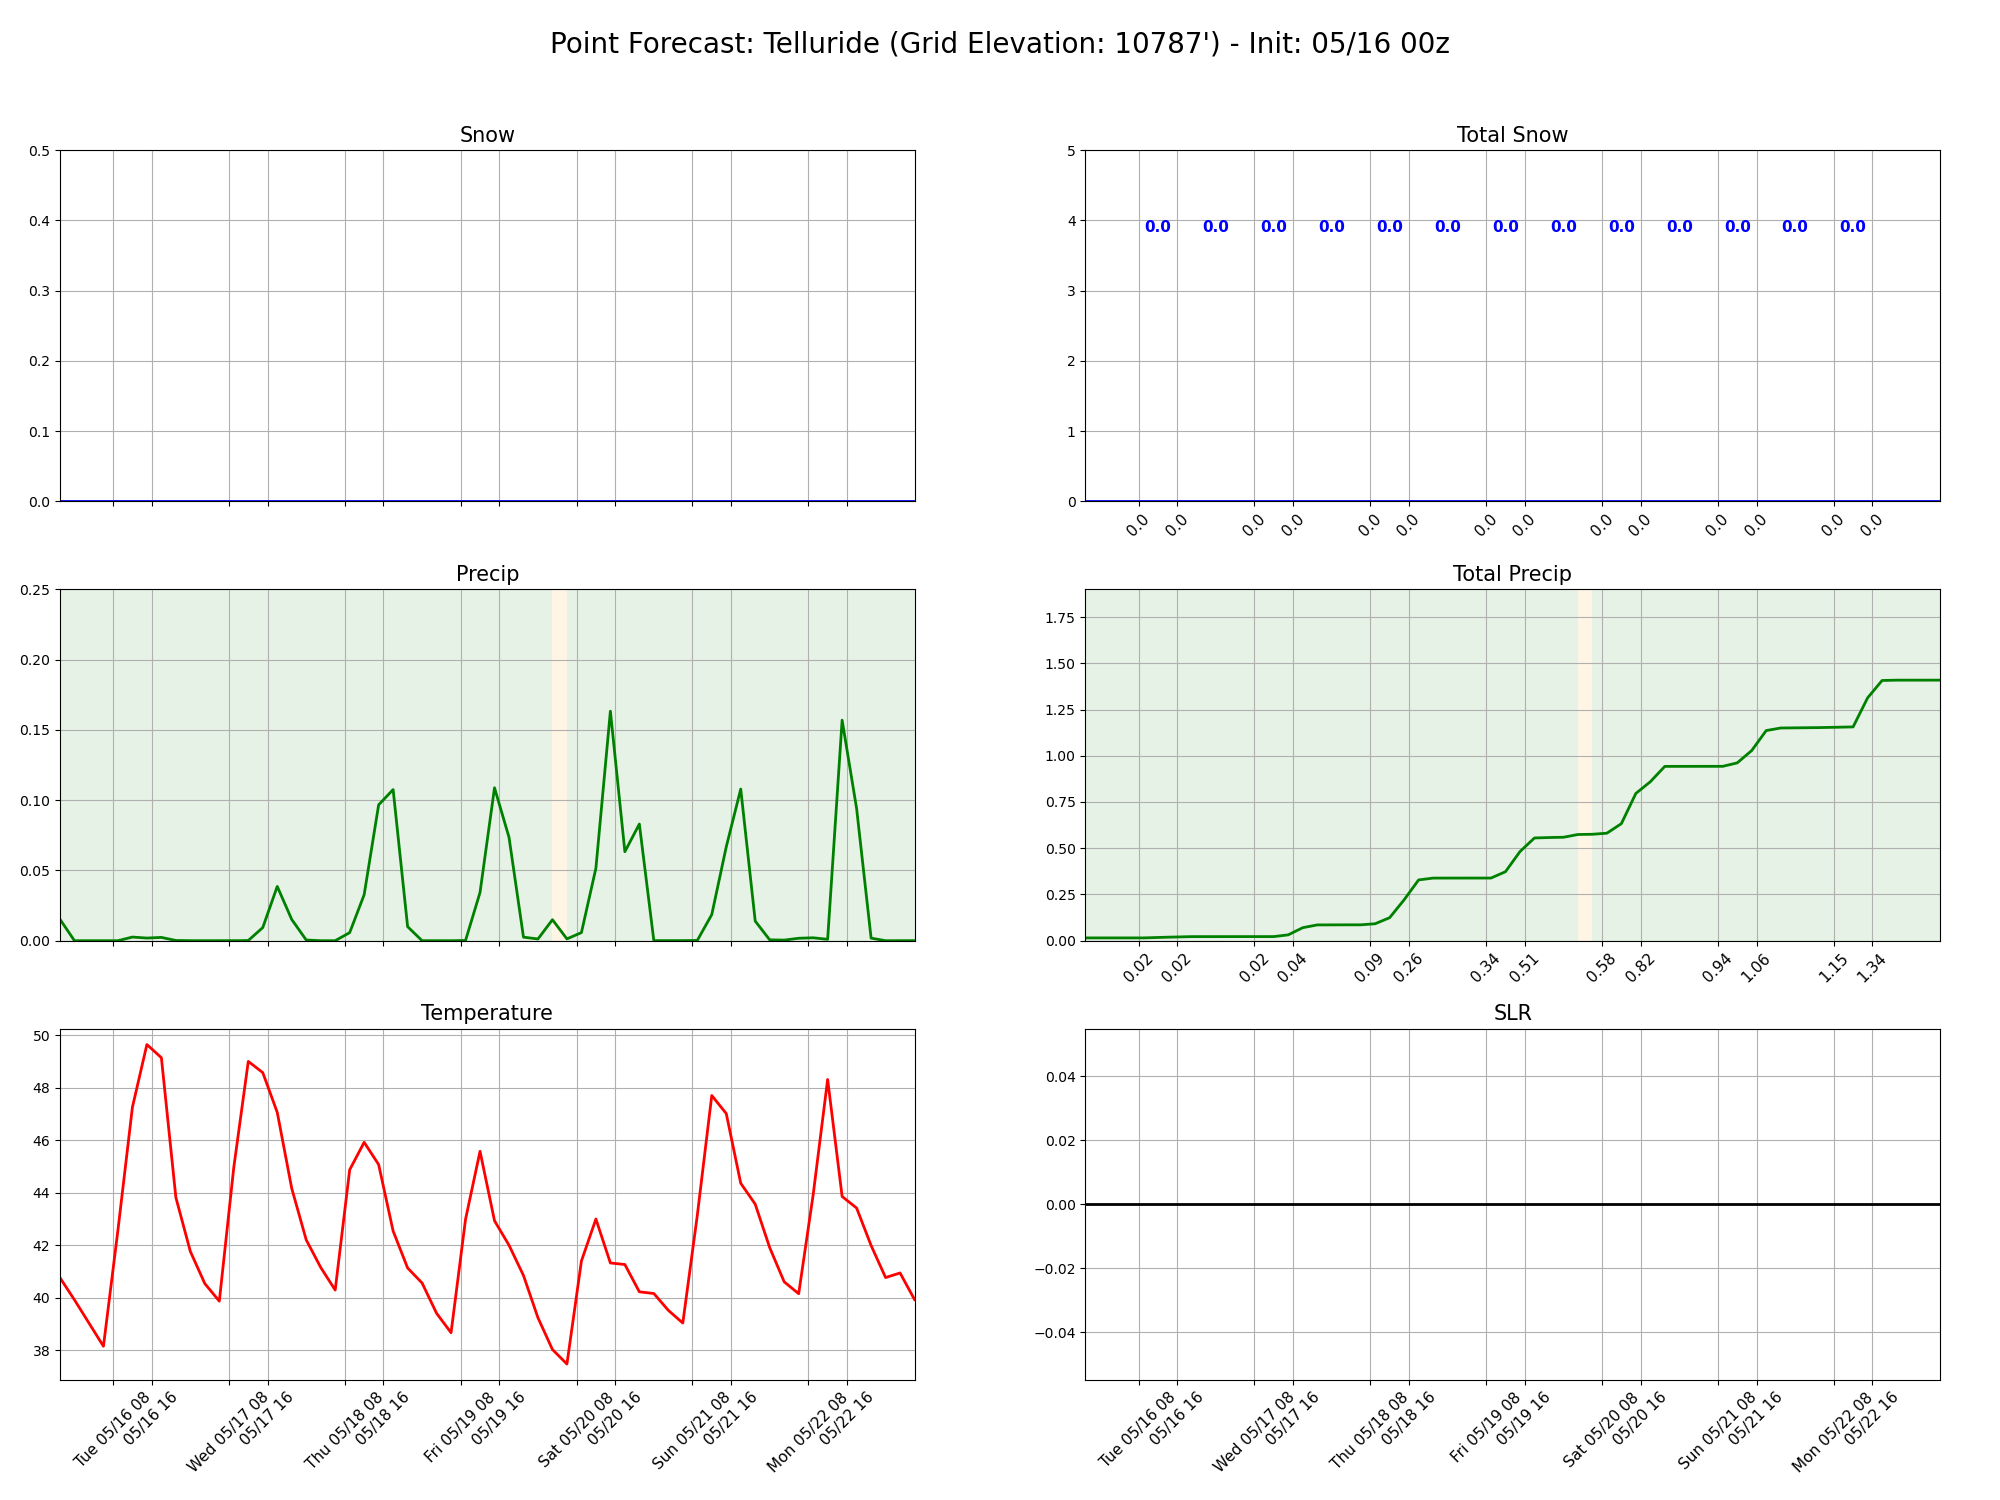 Point Forecast: Telluride (Grid Elevation: 10787') - Init: 05/16 00z
Snow
0.5
0.4
0.3
0.2
0.1
0.0
Total Snow
5
4
3
2
1
0
0.0 0.0 0.0 0.0 0.0 0.0 0.0 0.0 0.0 0.0 0.0 0.0 0.0
0.0 0.0 0.0 0.0 0.0 0.0 0.0 0.0 0.0 0.0 0.0 0.0 0.0 0.0
Precip
0.25
0.20
0.15
0.10
0.05
0.00
Total Precip
1.75
1.50
1.25
1.00
0.75
0.50
0.25
0.00
0.02 0.02 0.02 0.04 0.09 0.26 0.34 0.51 0.58 0.82 0.94 1.06 1.15 1.34
Temperature
50
48
46
44
42
40
38
Tue 05/16 08
05/16 16
Wed 05/17 08
05/17 16
Thu 05/18 08
05/18 16
Fri 05/19 08
05/19 16
Sat 05/20 08
05/20 16
Sun 05/21 08
05/21 16
Mon 05/22 08
05/22 16
SLR
0.04
0.02
0.00
−0.02
−0.04
Tue 05/16 08
05/16 16
Wed 05/17 08
05/17 16
Thu 05/18 08
05/18 16
Fri 05/19 08
05/19 16
Sat 05/20 08
05/20 16
Sun 05/21 08
05/21 16
Mon 05/22 08
05/22 16